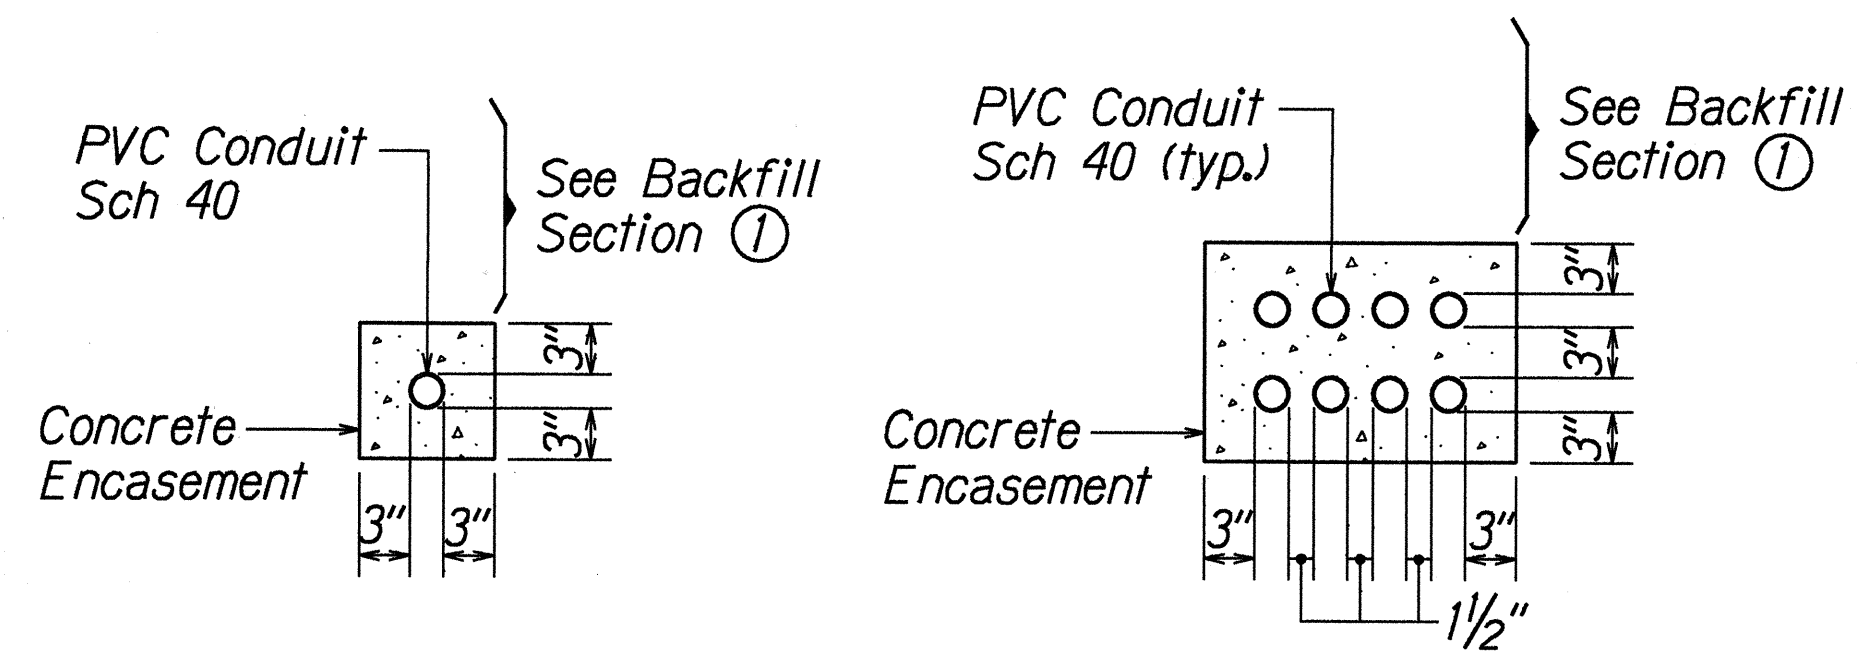 PVC Conduit
Sch 40
See Backfill
Section 1
3"
3"
Concrete
Encasement
3" 3"
PVC Conduit
Sch 40 (typ.)
See Backfill
Section 1
3"
3"
3"
Concrete
Encasement
3" 3"
1½"